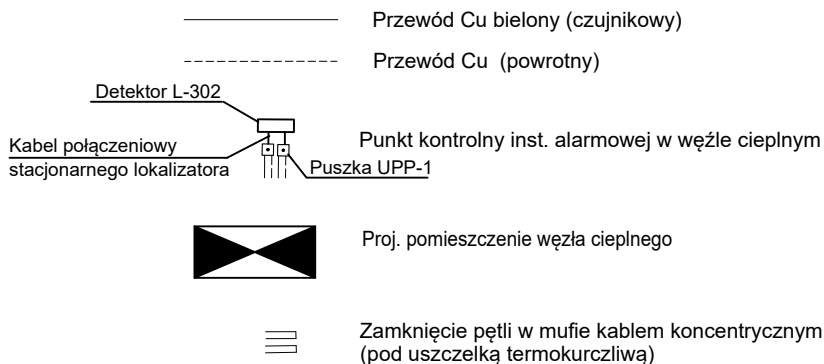 Przewód Cu bielony (czujnikowy)
Przewód Cu (powrotny)
Detektor L-302
Kabel połączeniowy
stacjonarnego lokalizatora
Puszka UPP-1
Punkt kontrolny inst. alarmowej w węźle cieplnym
Proj. pomieszczenie węzła cieplnego
Zamknięcie pętli w mufie kablem koncentrycznym
(pod uszczelką termokurczliwą)